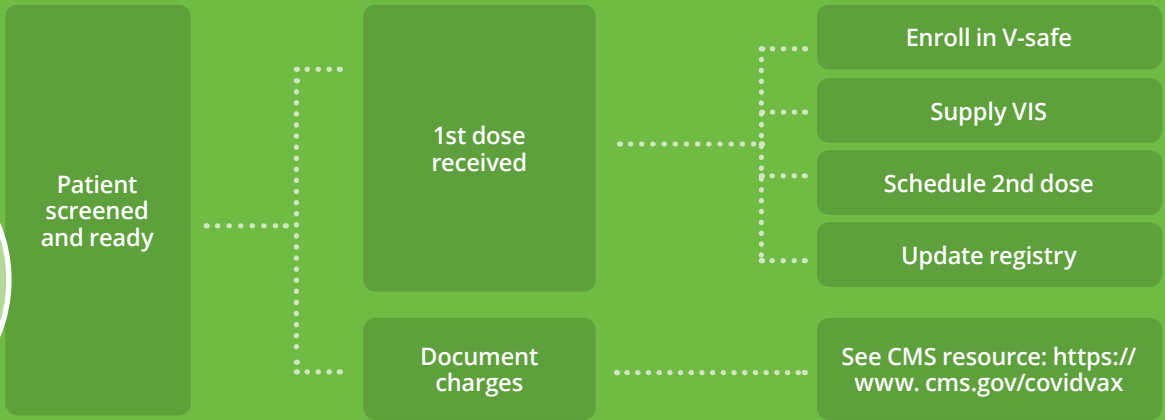 Patient
screened
and ready
1st dose
received
Enroll in V-safe
Supply VIS
Schedule 2nd dose
Update registry
Document
charges
See CMS resource: https://
www. cms.gov/covidvax